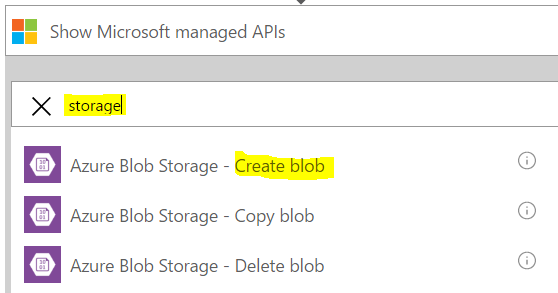 Show Microsoft managed APIs
storage
Azure Blob Storage - Create blob
Azure Blob Storage - Copy blob
Azure Blob Storage - Delete blob